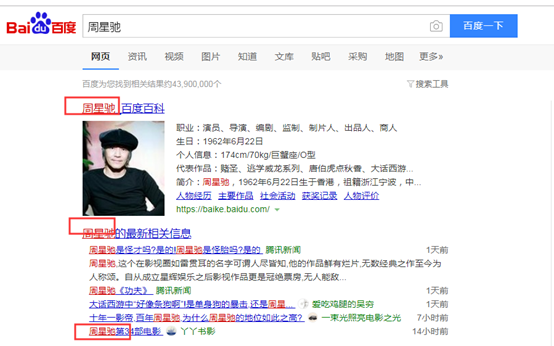 Bai du 百度 周星驰 百度一下
网页 资讯 视频 图片 知道 文库 贴吧 采购 地图 更多»
百度为您找到相关结果约43,900,000个 搜索工具
周星驰_百度百科
职业：演员、导演、编剧、监制、制片人、出品人、商人
生日：1962年6月22日
个人信息：174cm/70kg/巨蟹座/O型
代表作品：赌圣、逃学威龙系列、唐伯虎点秋香、大话西游...
简介：周星驰，1962年6月22日生于香港，祖籍浙江宁波，中...
人物经历 主要作品 社会活动 获奖记录 人物评价
https://baike.baidu.com/
周星驰的最新相关信息
周星驰是怪才吗?是的!周星驰是怪胎吗?是的. 腾讯新闻 1天前
周星驰,这个在影视圈如雷贯耳的名字可谓人尽皆知,他的作品鲜有烂片,无数经典之作至今为
人称颂。自从成立星辉娱乐之后影视作品更是冠绝票房,无人能敌...
周星驰《功夫》 腾讯新闻 1天前
大话西游中“好像条狗啊”!是单身狗的暴击 还是周星... 爱吃鸡腿的吴夯 1天前
十年一影帝,百年周星驰 为什么周星驰的地位如此之高? 一束光照亮电影之光 7小时前
周星驰第34部电影 丫丫影书 14小时前